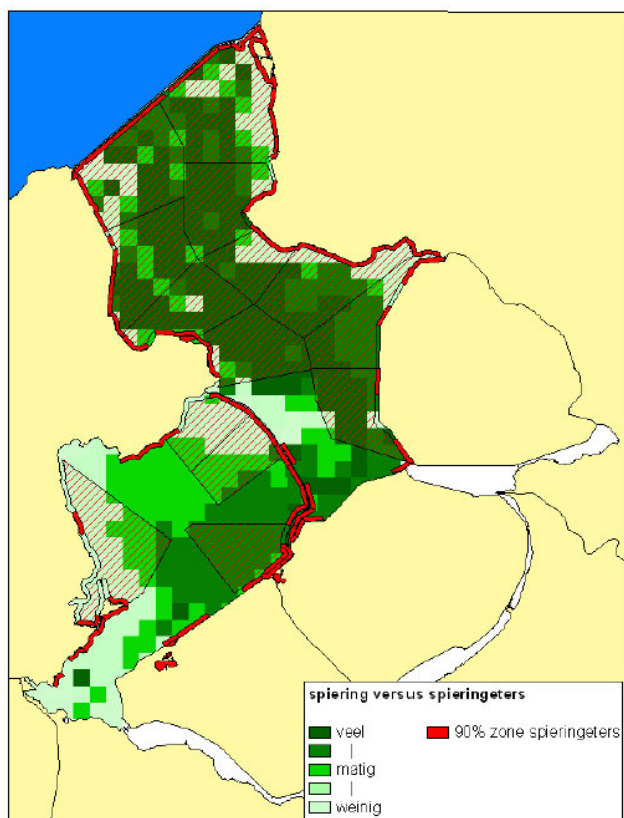 spiering versus spieringeters
veel
|
matig
|
weinig
90% zone spieringeters